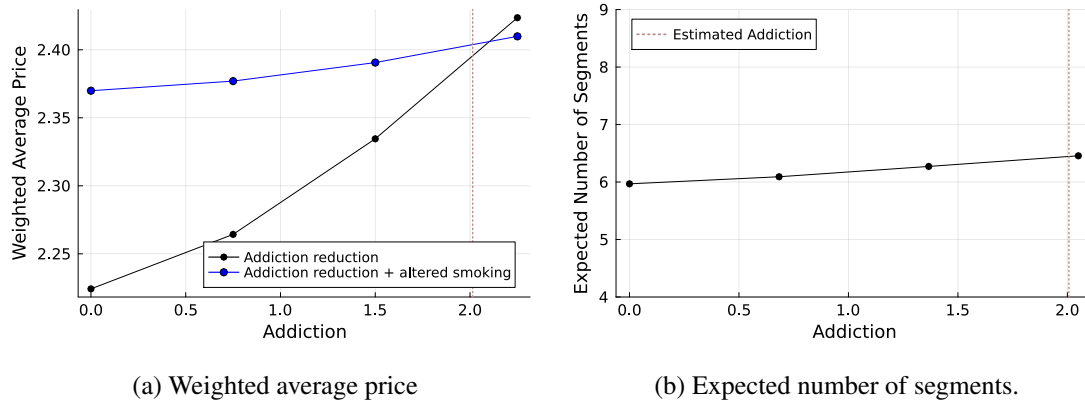 Weighted Average Price
2.40
2.35
2.30
2.25
0.0
0.5
1.0
1.5
2.0
Addiction
Addiction reduction
Addiction reduction + altered smoking
(a) Weighted average price
Expected Number of Segments
9
8
7
6
5
4
0.0
0.5
1.0
1.5
2.0
Addiction
Estimated Addiction
(b) Expected number of segments.